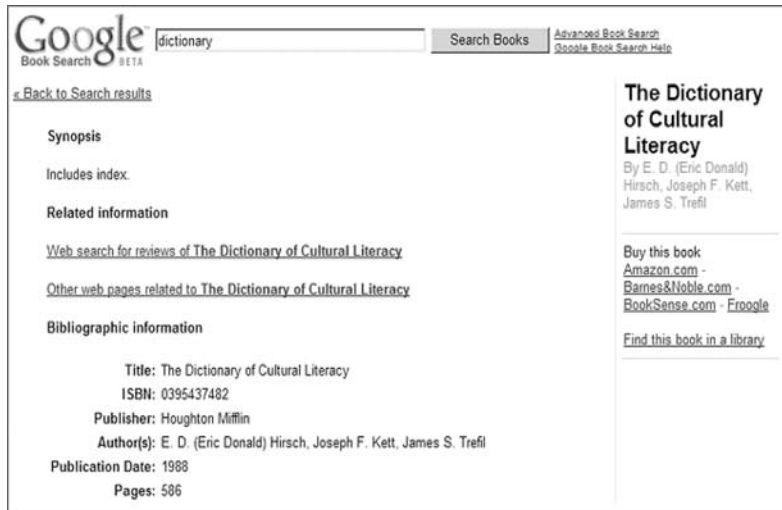 Google
Book Search BETA
dictionary
Search Books
Advanced Book Search
Google Book Search Help
« Back to Search results
Synopsis
Includes index.
Related information
Web search for reviews of The Dictionary of Cultural Literacy
Other web pages related to The Dictionary of Cultural Literacy
Bibliographic information
Title: The Dictionary of Cultural Literacy
ISBN: 0395437482
Publisher: Houghton Mifflin
Author(s): E. D. (Eric Donald) Hirsch, Joseph F. Kett, James S. Trefil
Publication Date: 1988
Pages: 586
The Dictionary
of Cultural
Literacy
By E. D. (Eric Donald)
Hirsch, Joseph F. Kett,
James S. Trefil
Buy this book
Amazon.com -
Barnes&Noble.com -
BookSense.com - Froogle
Find this book in a library